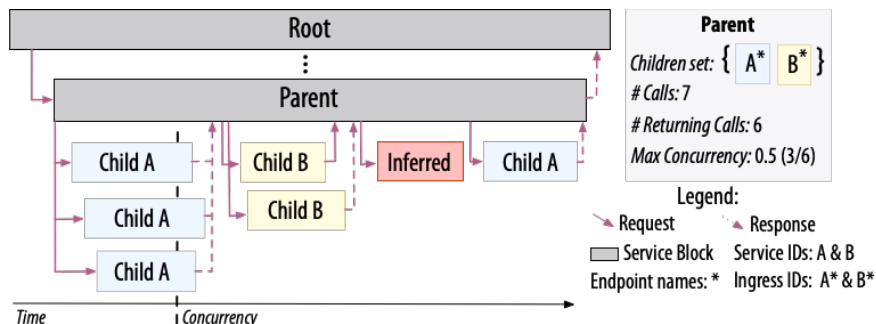 Root
⋮
Parent
Child A
Child B
Inferred
Child A
Child A
Child B
Child A
Time
Concurrency
Parent
Children set: { A* B* }
# Calls: 7
# Returning Calls: 6
Max Concurrency: 0.5 (3/6)
Legend:
Request
Response
Service Block
Service IDs: A & B
Endpoint names: *
Ingress IDs: A* & B*